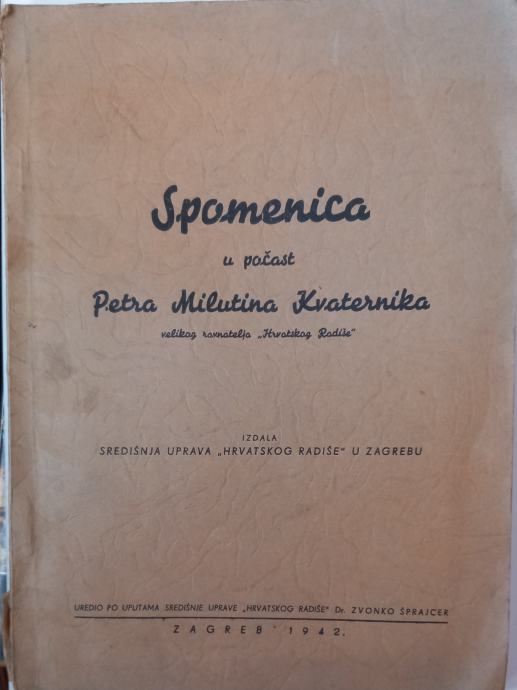 Spomenica
u počast
Petra Milutina Kvaternika
velikog ravnatelja „Hrvatskog Radiše“
IZDALA
SREDIŠNJA UPRAVA „HRVATSKOG RADIŠE“ U ZAGREBU
UREDIO PO UPUTAMA SREDIŠNJE UPRAVE „HRVATSKOG RADIŠE“ Dr. ZVONKO ŠPRAJCER
ZAGREB 1942.